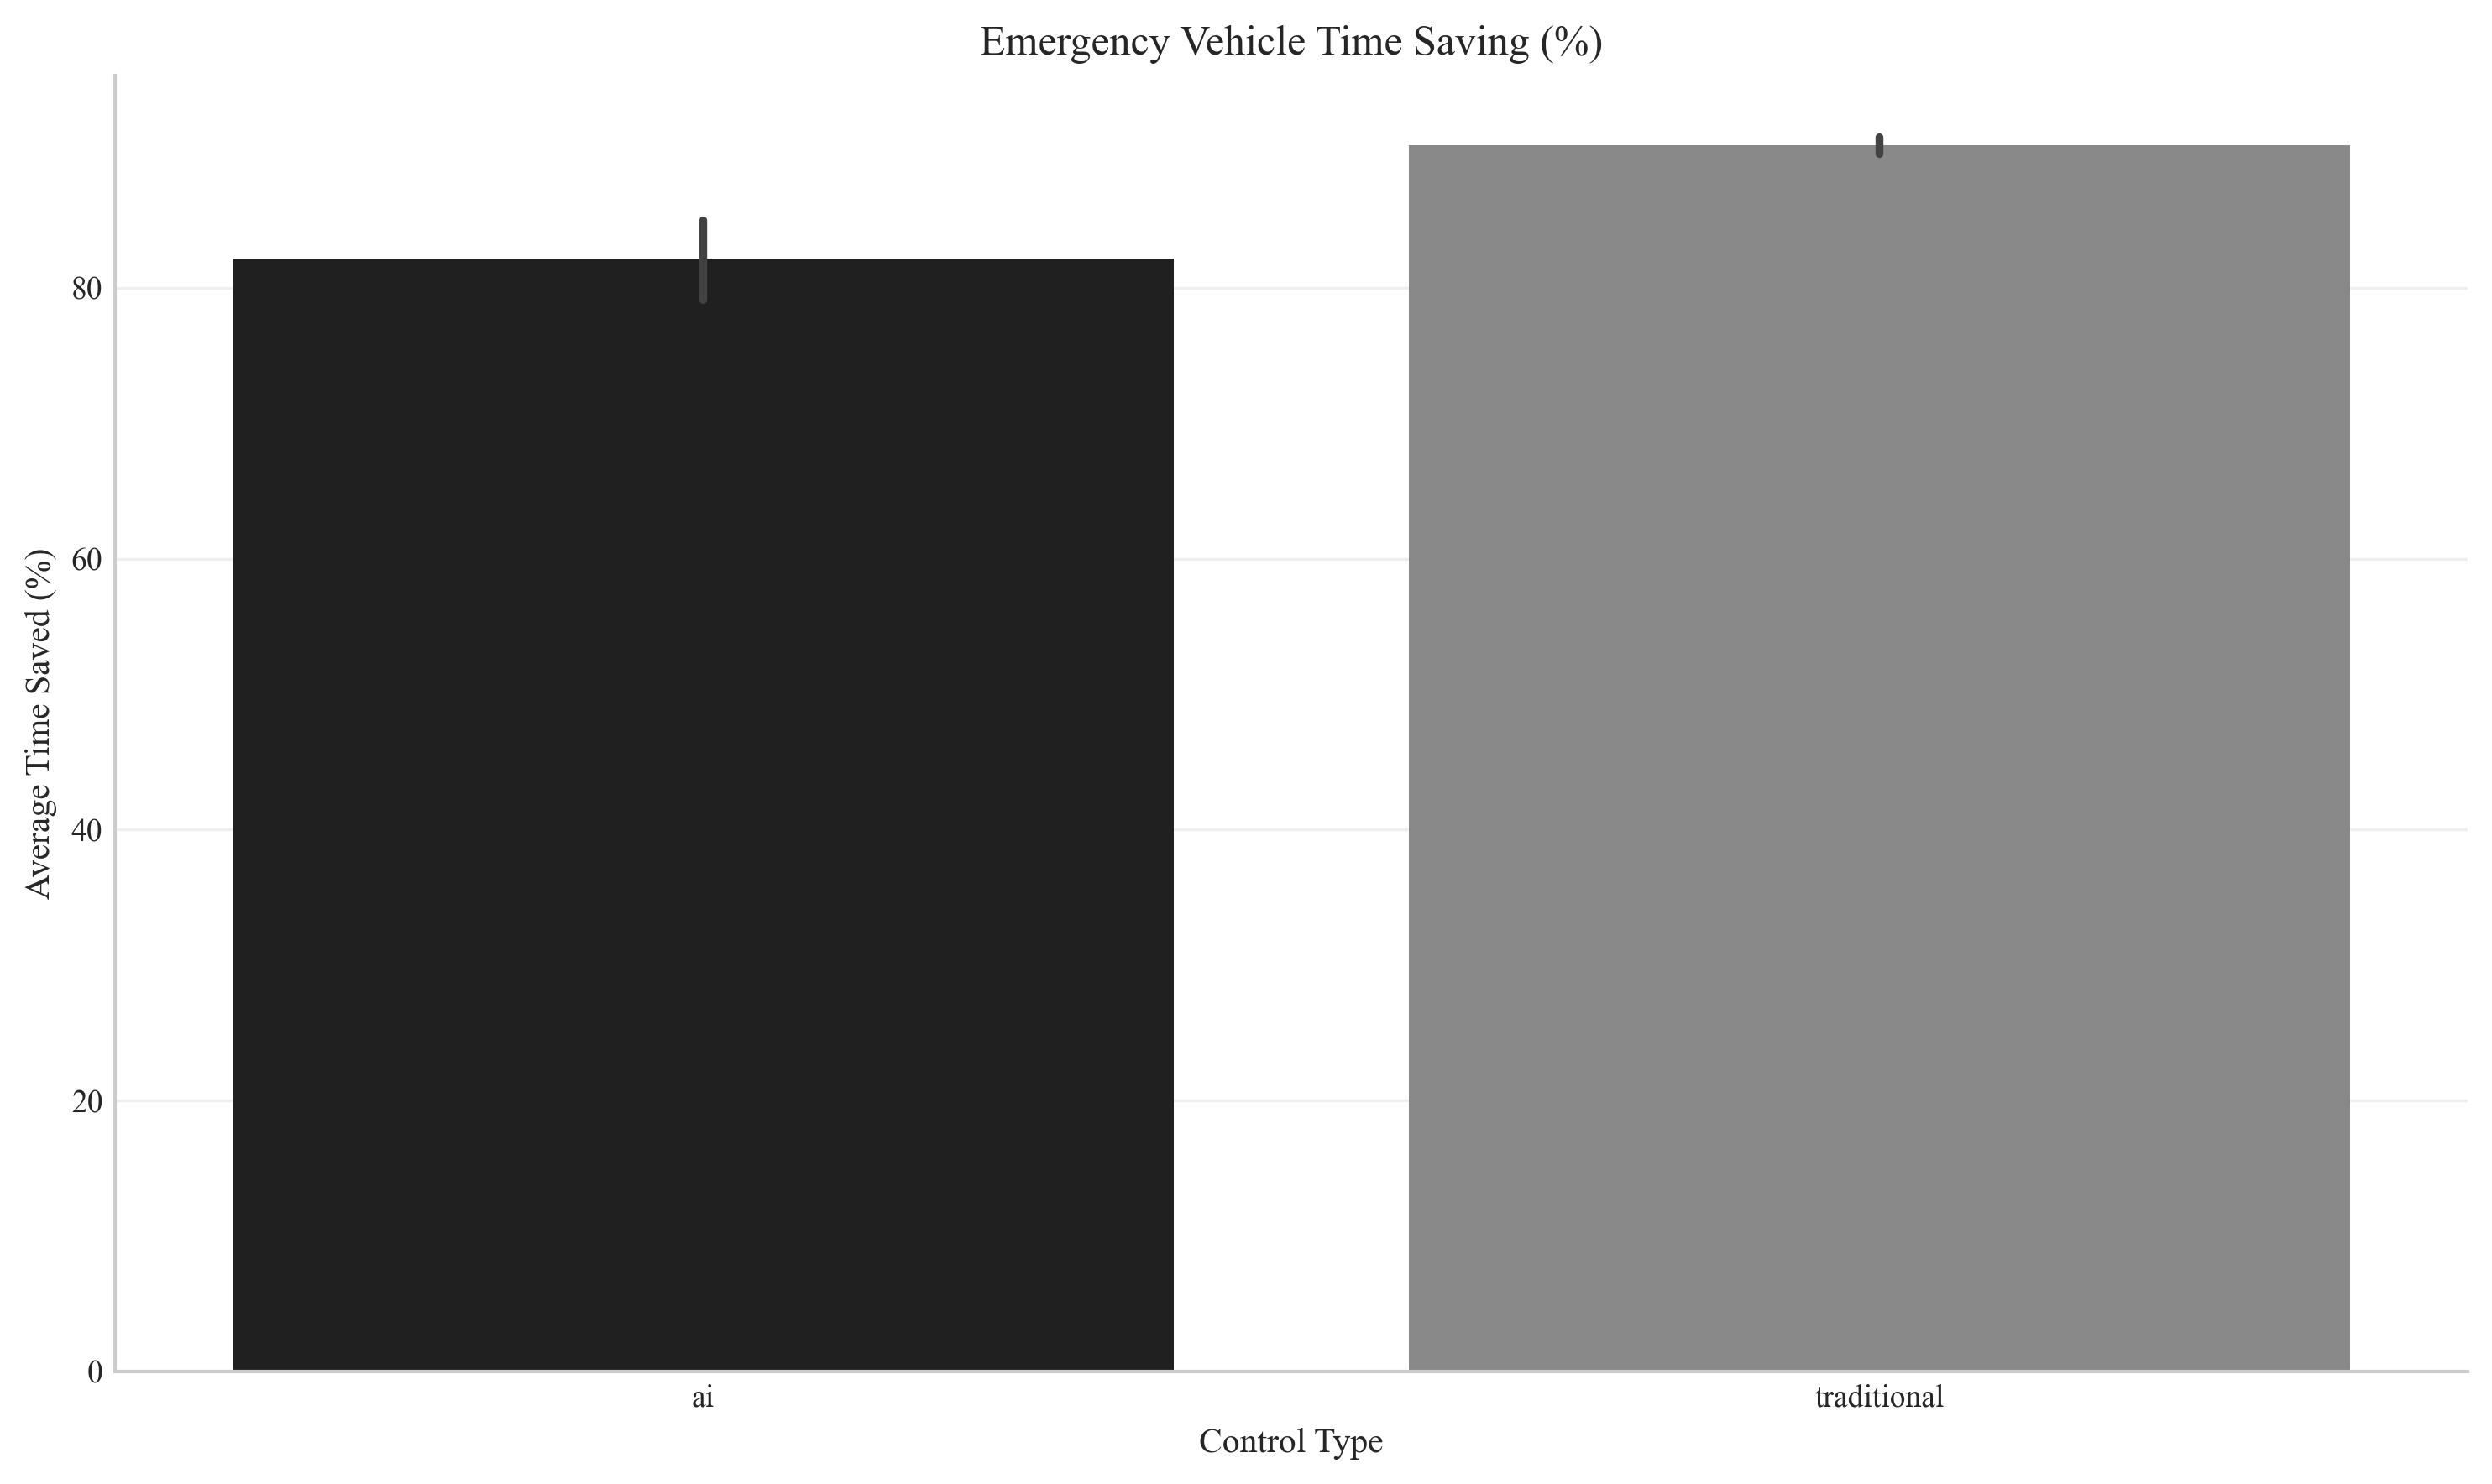 Emergency Vehicle Time Saving (%)
Average Time Saved (%)
80
60
40
20
0
ai
traditional
Control Type